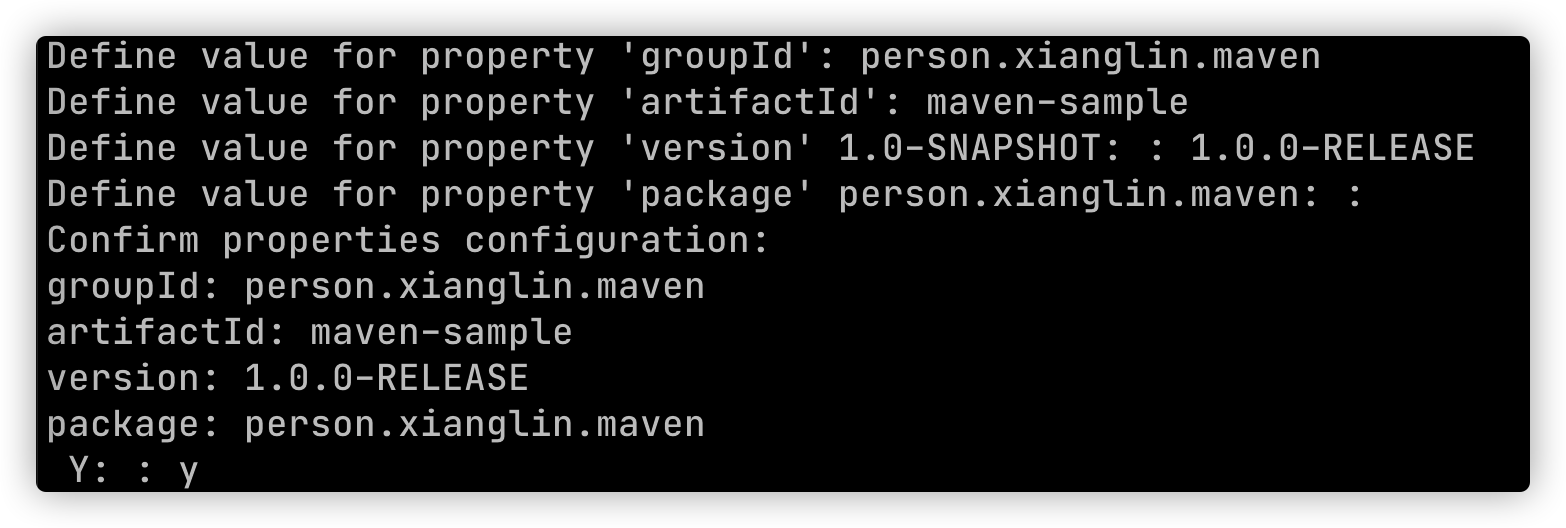 Define value for property 'groupId': person.xianglin.maven
Define value for property 'artifactId': maven-sample
Define value for property 'version' 1.0-SNAPSHOT: : 1.0.0-RELEASE
Define value for property 'package' person.xianglin.maven: :
Confirm properties configuration:
groupId: person.xianglin.maven
artifactId: maven-sample
version: 1.0.0-RELEASE
package: person.xianglin.maven
 Y: : y